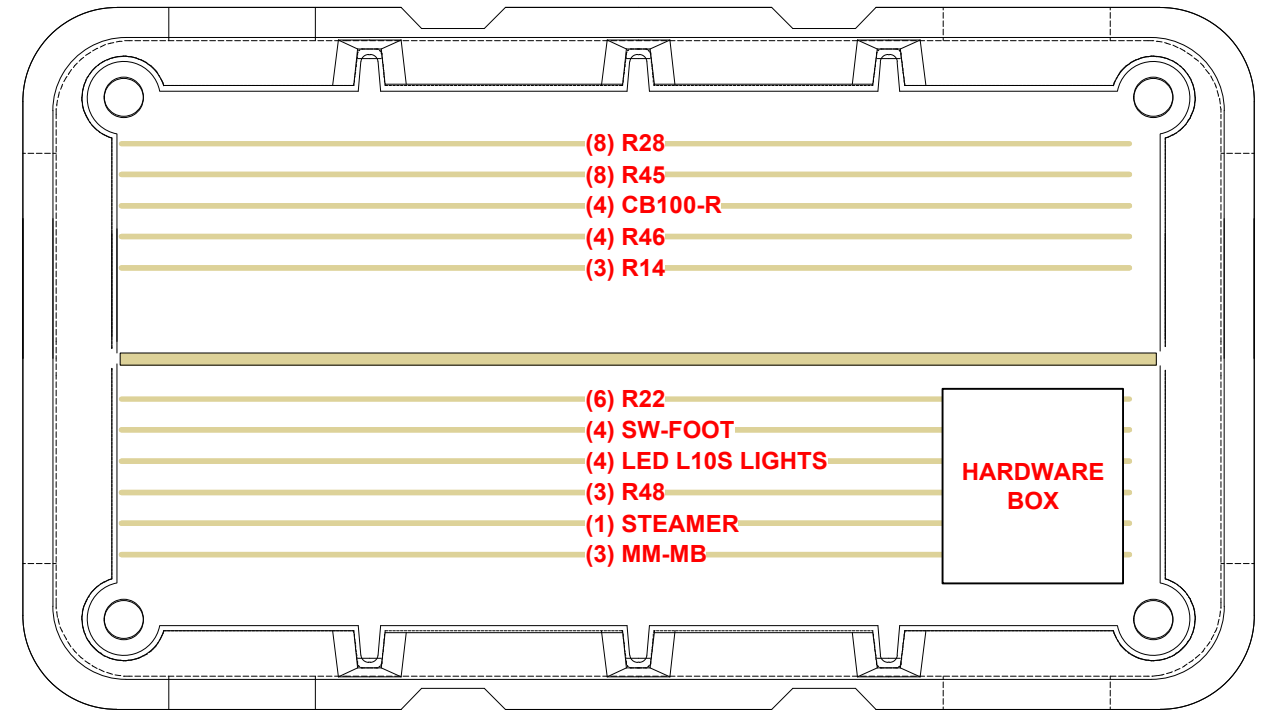 (8) R28
(8) R45
(4) CB100-R
(4) R46
(3) R14
(6) R22
(4) SW-FOOT
(4) LED L10S LIGHTS
(3) R48
(1) STEAMER
(3) MM-MB
HARDWARE
BOX